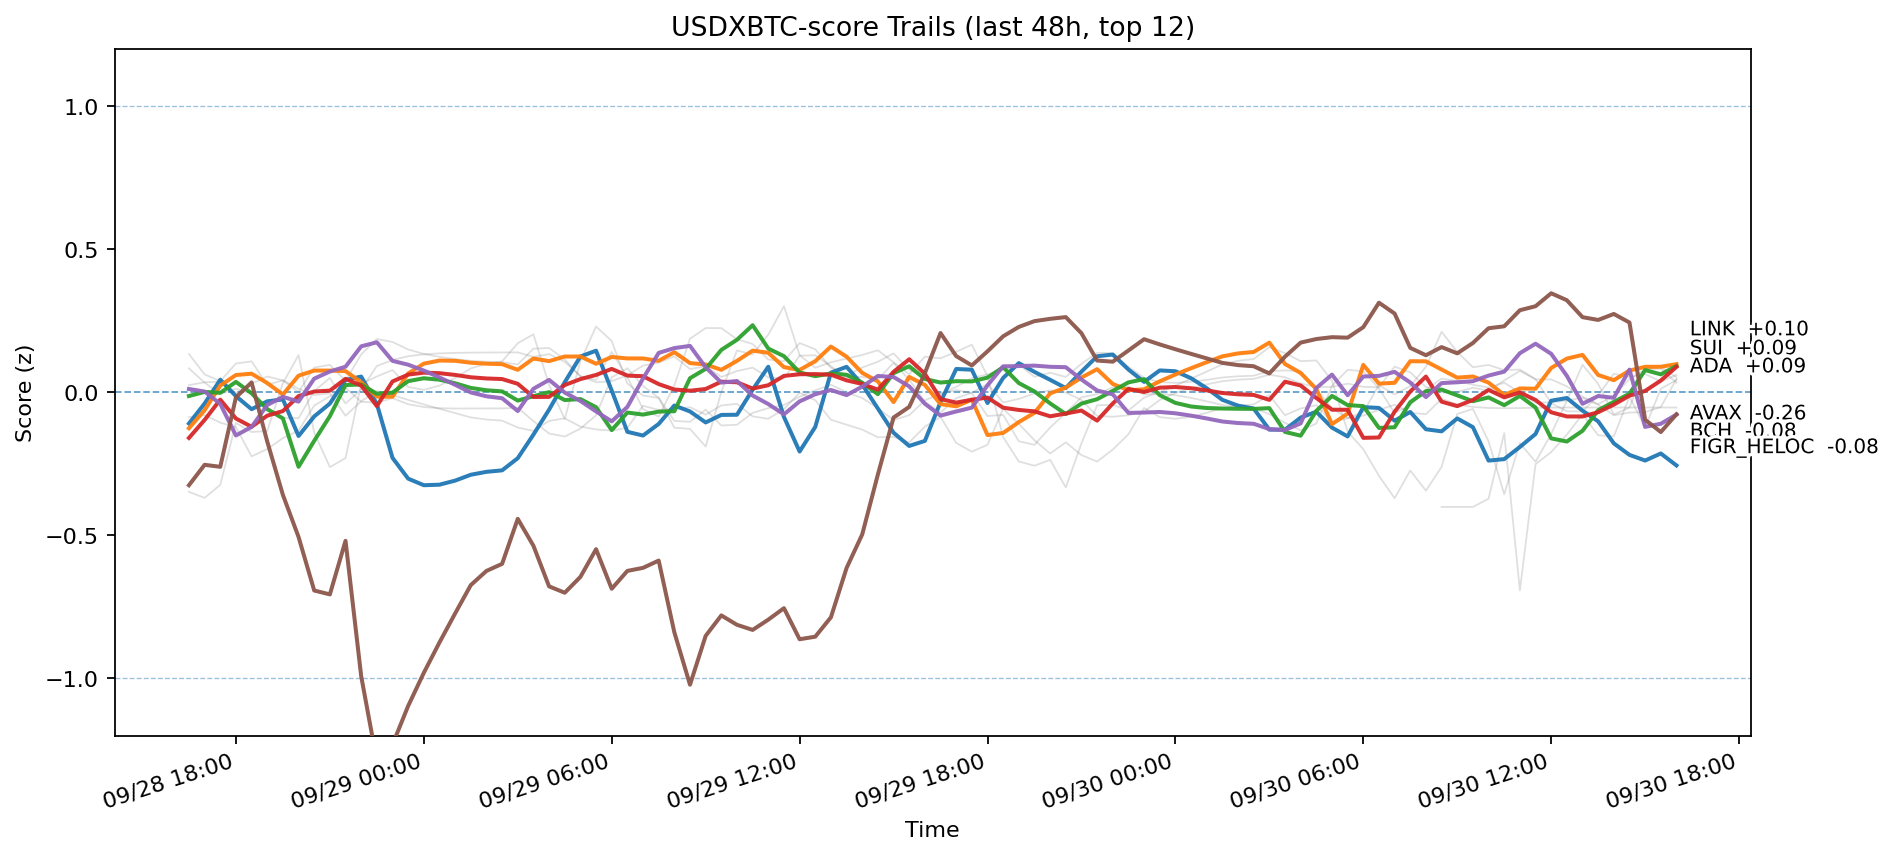 USDXBTC-score Trails (last 48h, top 12)
Score (z)
1.0
0.5
0.0
−0.5
−1.0
LINK +0.10
SUI +0.09
ADA +0.09
AVAX -0.26
BCH -0.08
FIGR_HELOC -0.08
09/28 18:00
09/29 00:00
09/29 06:00
09/29 12:00
09/29 18:00
09/30 00:00
09/30 06:00
09/30 12:00
09/30 18:00
Time